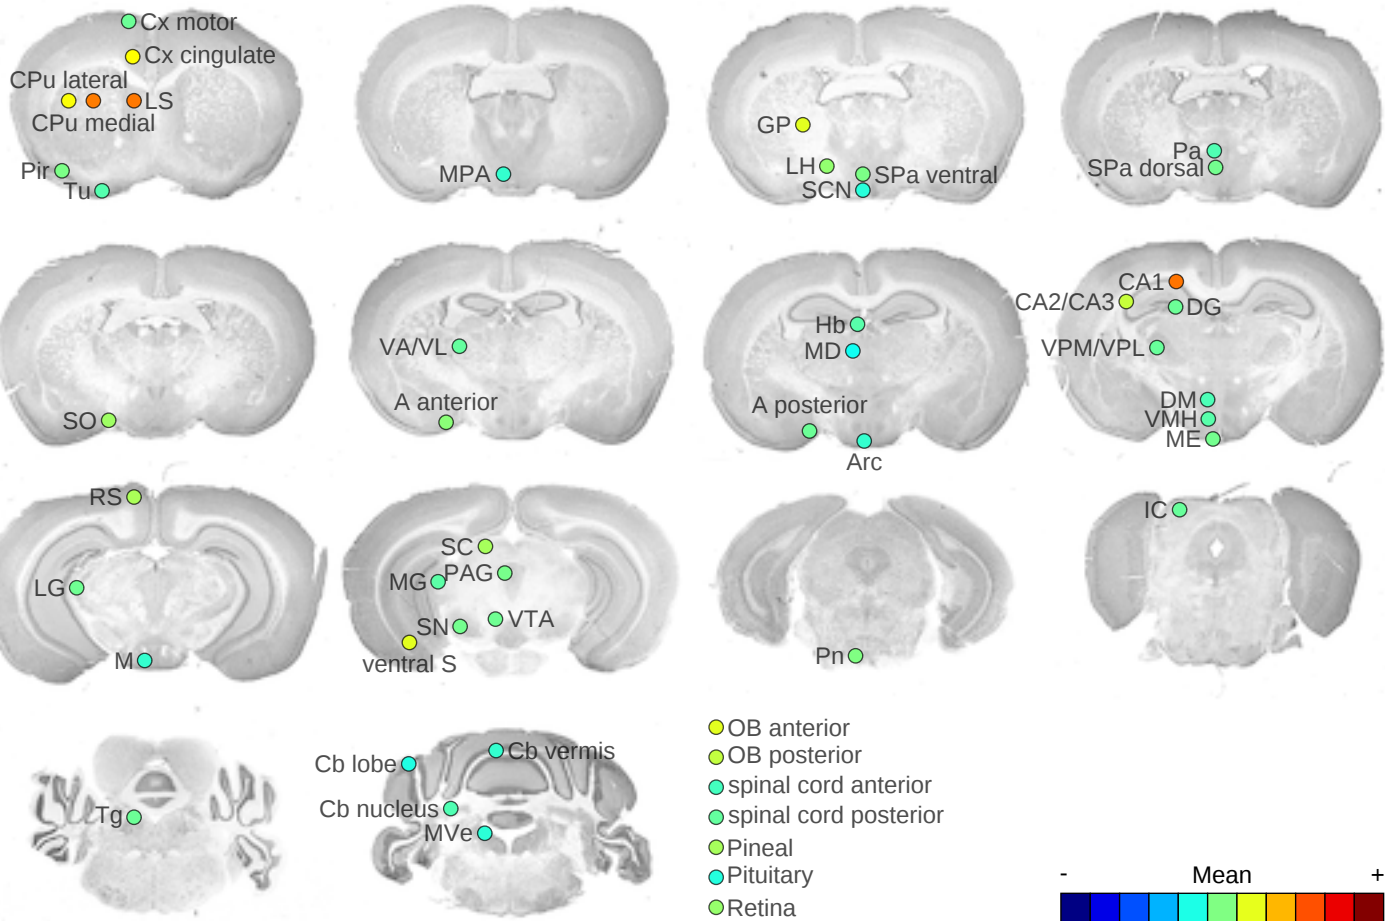 Cx motor
Cx cingulate
CPu lateral
LS
CPu medial
Pir
Tu
MPA
GP
LH
SPa ventral
SCN
Pa
SPa dorsal
SO
VA/VL
A anterior
Hb
MD
A posterior
Arc
CA1
CA2/CA3
DG
VPM/VPL
DM
VMH
ME
RS
LG
M
SC
PAG
MG
SN
VTA
ventral S
Pn
IC
Tg
Cb vermis
Cb lobe
Cb nucleus
MVe
OB anterior
OB posterior
spinal cord anterior
spinal cord posterior
Pineal
Pituitary
Retina
- Mean +